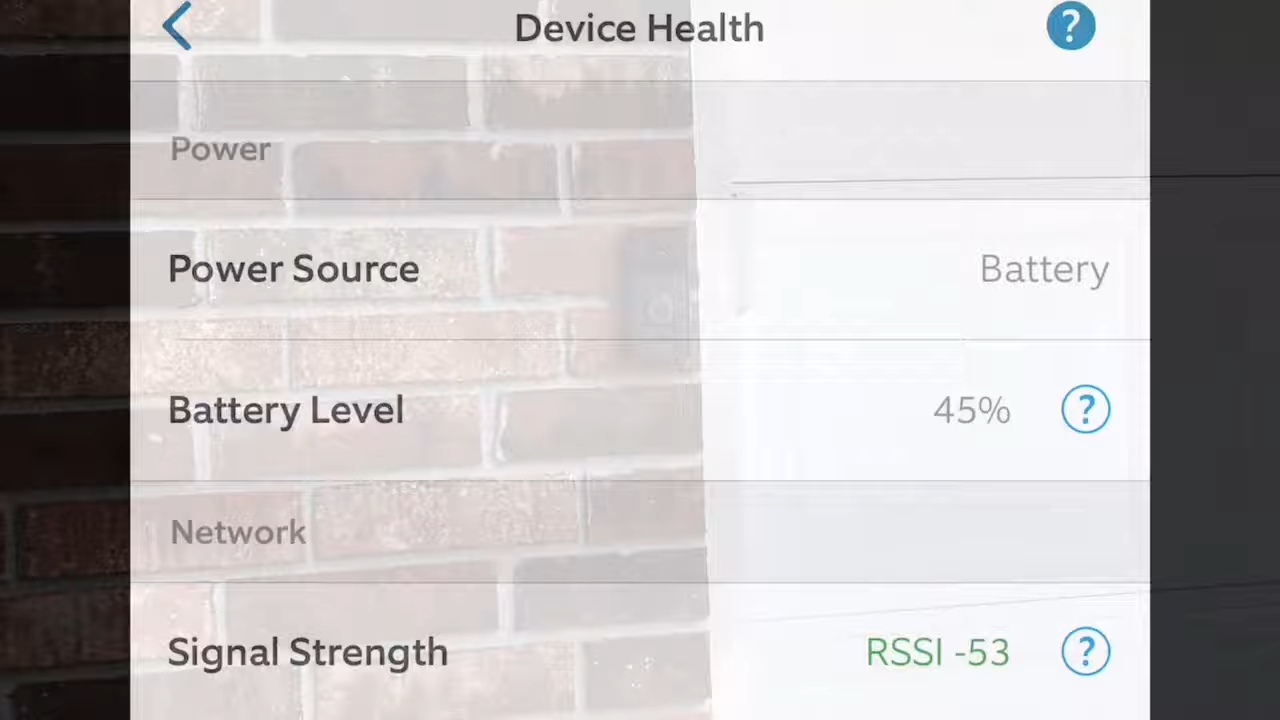 Device Health ?
Power
Power Source Battery
Battery Level 45% ?
Network
Signal Strength RSSI -53 ?